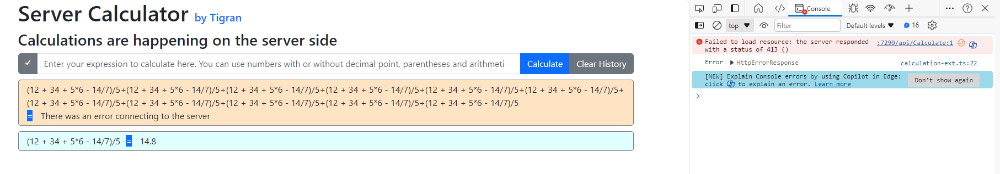 Server Calculator by Tigran
Calculations are happening on the server side
Enter your expression to calculate here. You can use numbers with or without decimal point, parentheses and arithmeti
Calculate
Clear History
(12 + 34 + 5*6 - 14/7)/5+(12 + 34 + 5*6 - 14/7)/5+(12 + 34 + 5*6 - 14/7)/5+(12 + 34 + 5*6 - 14/7)/5+(12 + 34 + 5*6 - 14/7)/5+(12 + 34 + 5*6 - 14/7)/5+
(12 + 34 + 5*6 - 14/7)/5+(12 + 34 + 5*6 - 14/7)/5+(12 + 34 + 5*6 - 14/7)/5+(12 + 34 + 5*6 - 14/7)/5+(12 + 34 + 5*6 - 14/7)/5
= There was an error connecting to the server
(12 + 34 + 5*6 - 14/7)/5 = 14.8
Console
top
Filter
Default levels
16
Failed to load resource: the server responded :7299/api/Calculate:1
with a status of 413 ()
Error HttpErrorResponse calculation-ext.ts:22
[NEW] Explain Console errors by using Copilot in Edge:
click to explain an error. Learn more
Don't show again